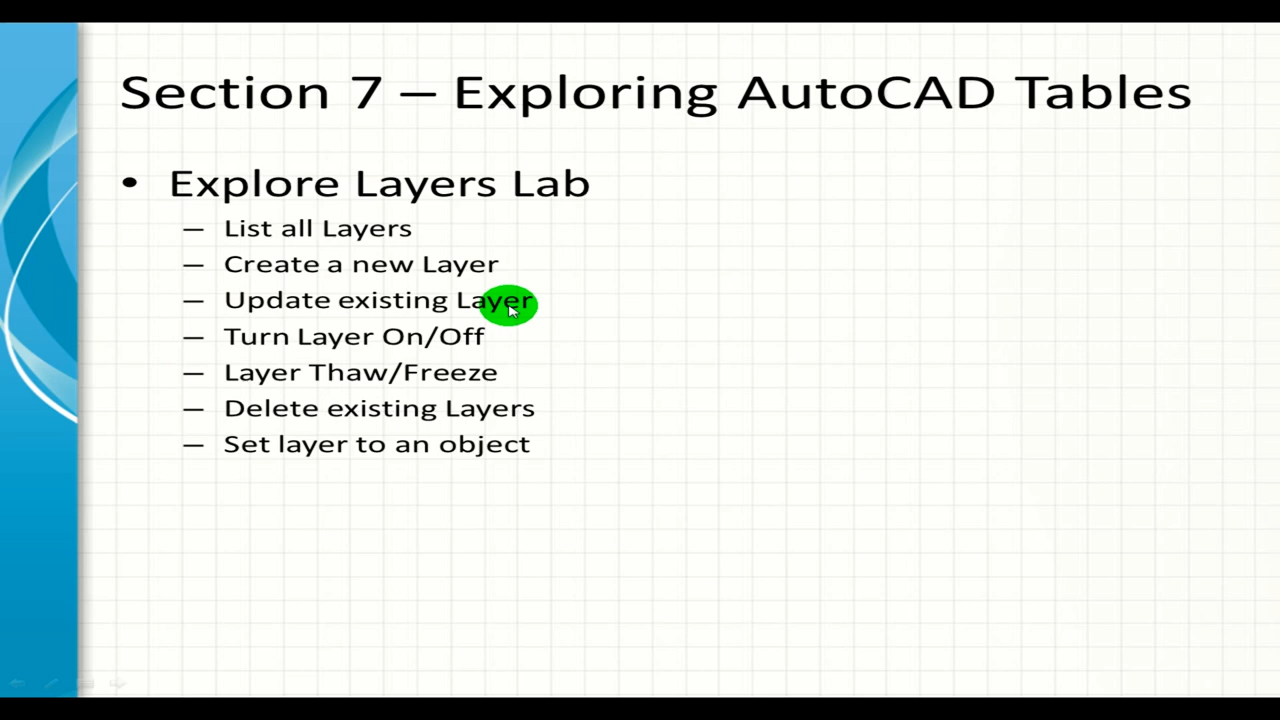 Section 7 – Exploring AutoCAD Tables
• Explore Layers Lab
– List all Layers
– Create a new Layer
– Update existing Layer
– Turn Layer On/Off
– Layer Thaw/Freeze
– Delete existing Layers
– Set layer to an object